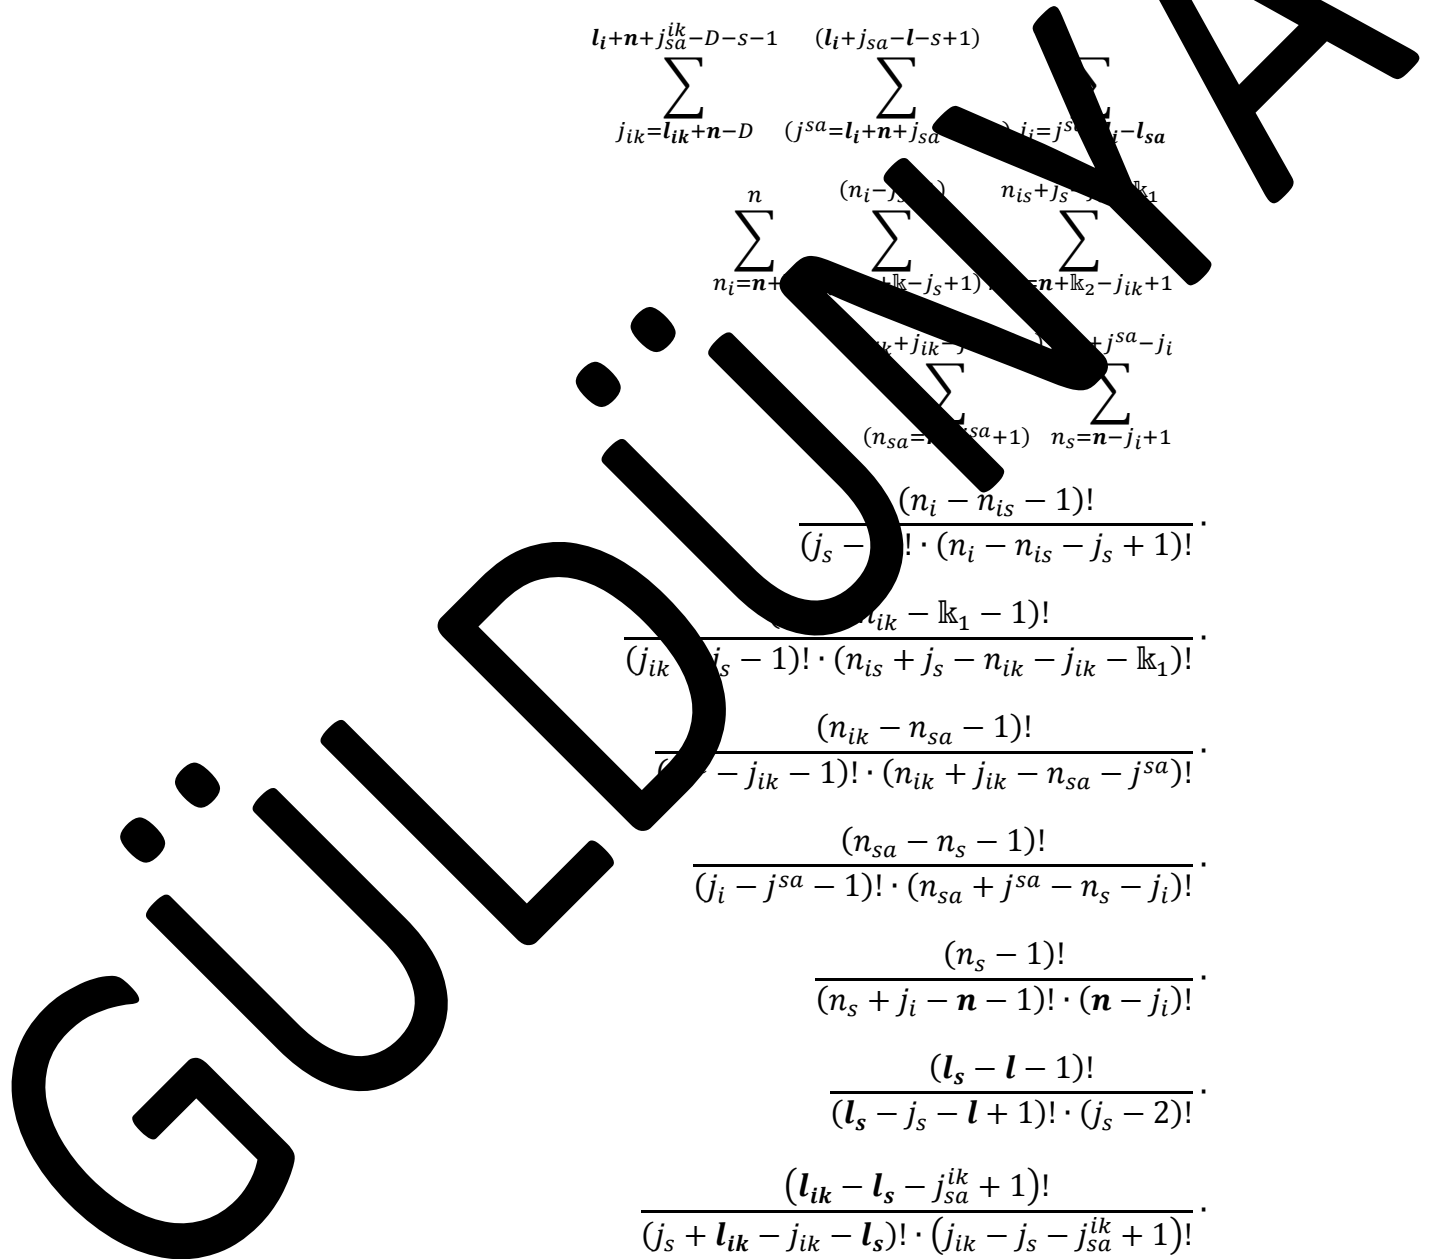 l_i+n+j_{sa}^{ik}−D−s−1 (l_i+j_{sa}−l−s+1)
∑ ∑ ∑
j_{ik}=l_{ik}+n−D (j^{sa}=l_i+n+j_{sa} j_i=j^{sa} −l_{sa}
n (n_i−j_s n_{is}+j_s 𝕜_1
∑ ∑ ∑
n_i=n+ +𝕜−j_s+1) =n+𝕜_2−j_{ik}+1
+j_{ik}− +j^{sa}−j_i
∑ ∑
(n_{sa}= +1) n_s=n−j_i+1
(n_i − n_{is} − 1)!
(j_s − )! · (n_i − n_{is} − j_s + 1)! ·
n_{ik} − 𝕜_1 − 1)!
(j_{ik} j_s − 1)! · (n_{is} + j_s − n_{ik} − j_{ik} − 𝕜_1)! ·
(n_{ik} − n_{sa} − 1)!
( − j_{ik} − 1)! · (n_{ik} + j_{ik} − n_{sa} − j^{sa})! ·
(n_{sa} − n_s − 1)!
(j_i − j^{sa} − 1)! · (n_{sa} + j^{sa} − n_s − j_i)! ·
(n_s − 1)!
(n_s + j_i − n − 1)! · (n − j_i)! ·
(l_s − l − 1)!
(l_s − j_s − l + 1)! · (j_s − 2)! ·
(l_{ik} − l_s − j_{sa}^{ik} + 1)!
(j_s + l_{ik} − j_{ik} − l_s)! · (j_{ik} − j_s − j_{sa}^{ik} + 1)! ·
GÜLDÜNYA